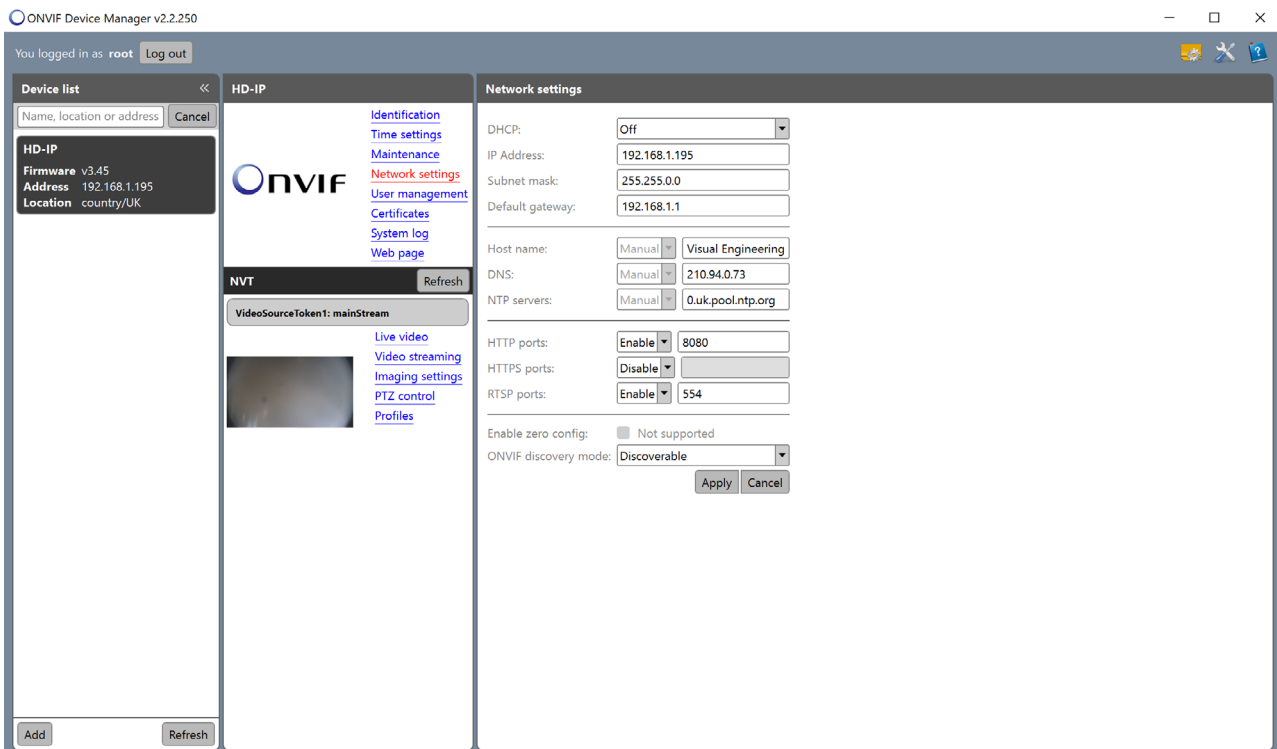 ONVIF Device Manager v2.2.250
You logged in as root Log out
Device list «
Name, location or address Cancel
HD-IP
Firmware v3.45
Address 192.168.1.195
Location country/UK
Add Refresh
HD-IP
ONVIF
Identification
Time settings
Maintenance
Network settings
User management
Certificates
System log
Web page
NVT Refresh
VideoSourceToken1: mainStream
Live video
Video streaming
Imaging settings
PTZ control
Profiles
Network settings
DHCP: Off
IP Address: 192.168.1.195
Subnet mask: 255.255.0.0
Default gateway: 192.168.1.1
Host name: Manual Visual Engineering
DNS: Manual 210.94.0.73
NTP servers: Manual 0.uk.pool.ntp.org
HTTP ports: Enable 8080
HTTPS ports: Disable
RTSP ports: Enable 554
Enable zero config: Not supported
ONVIF discovery mode: Discoverable
Apply Cancel